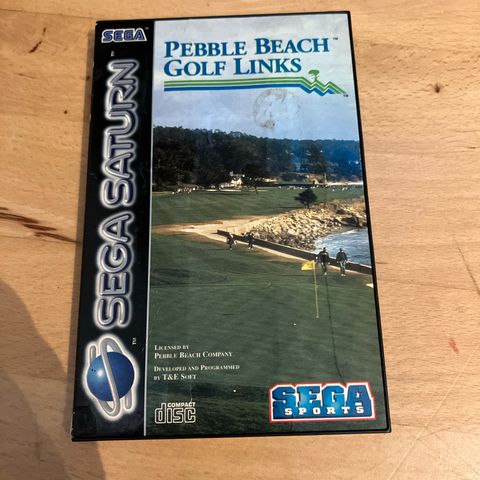 SEGA
SEGA SATURN™
PEBBLE BEACH™
GOLF LINKS
LICENSED BY
PEBBLE BEACH COMPANY
DEVELOPED AND PROGRAMMED
BY T&E SOFT
COMPACT
disc
SEGA
SPORTS